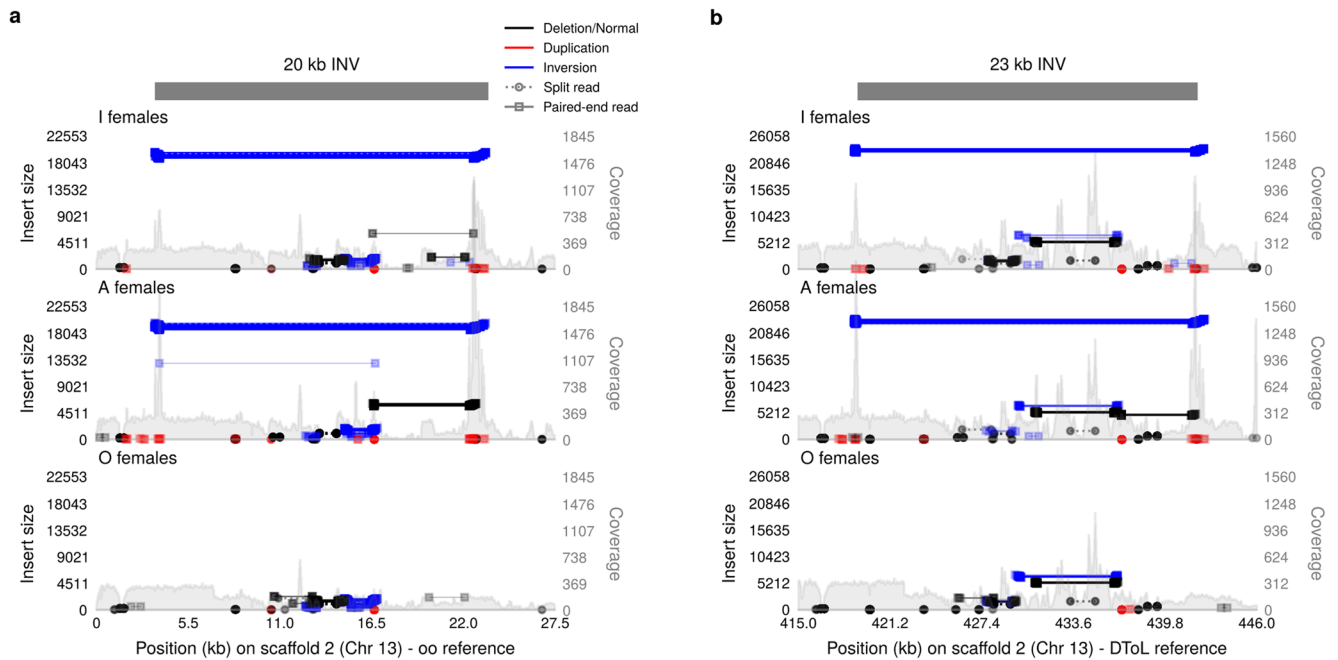 a
b
Deletion/Normal
Duplication
Inversion
Split read
Paired-end read
20 kb INV
23 kb INV
I females
I females
22553
18043
13532
9021
4511
0
Insert size
1845
1476
1107
738
369
0
Coverage
26058
20846
15635
10423
5212
0
Insert size
1560
1248
936
624
312
0
Coverage
A females
A females
22553
18043
13532
9021
4511
0
Insert size
1845
1476
1107
738
369
0
Coverage
26058
20846
15635
10423
5212
0
Insert size
1560
1248
936
624
312
0
Coverage
O females
O females
22553
18043
13532
9021
4511
0
Insert size
1845
1476
1107
738
369
0
Coverage
26058
20846
15635
10423
5212
0
Insert size
1560
1248
936
624
312
0
Coverage
0 5.5 11.0 16.5 22.0 27.5
415.0 421.2 427.4 433.6 439.8 446.0
Position (kb) on scaffold 2 (Chr 13) - oo reference
Position (kb) on scaffold 2 (Chr 13) - DToL reference